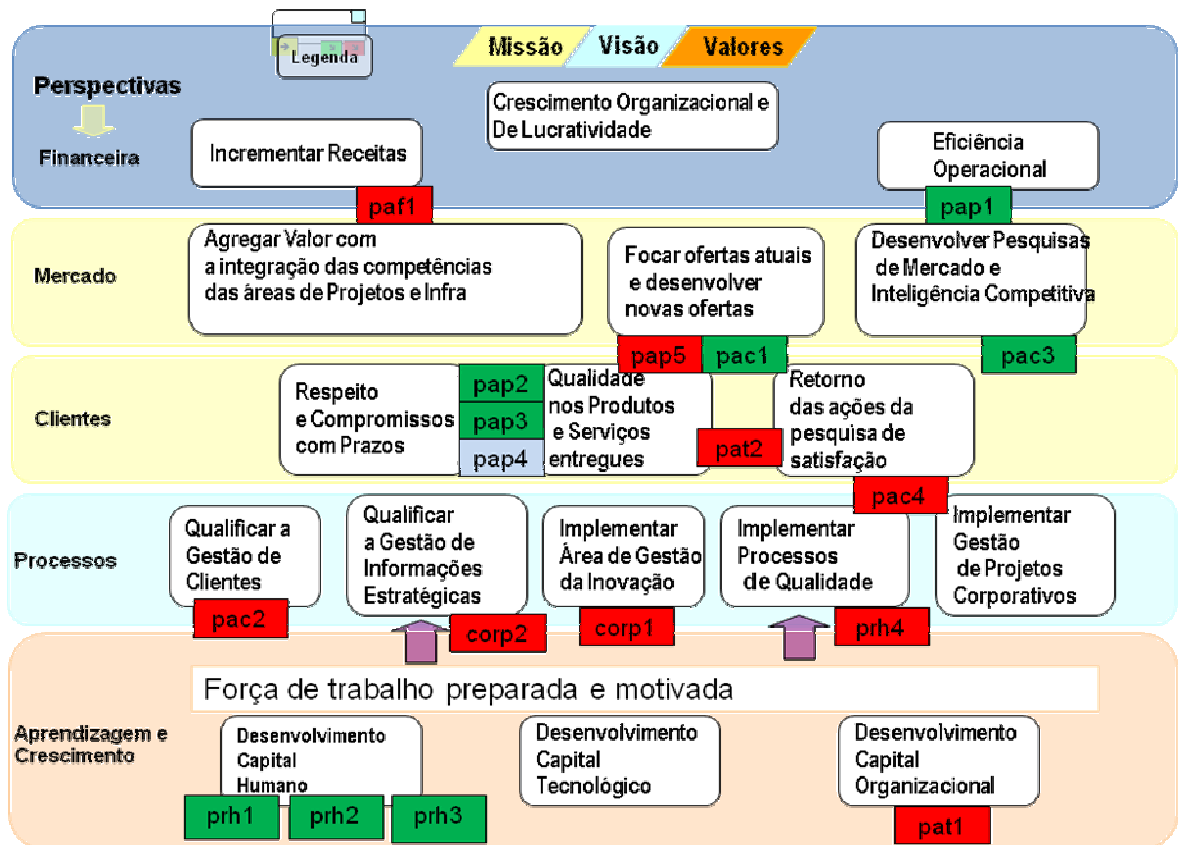 Legenda
Missão
Visão
Valores
Perspectivas
Financeira
Crescimento Organizacional e
De Lucratividade
Incrementar Receitas
paf1
Eficiência
Operacional
pap1
Mercado
Agregar Valor com
a integração das competências
das áreas de Projetos e Infra
Focar ofertas atuais
e desenvolver
novas ofertas
pap5
pac1
Desenvolver Pesquisas
de Mercado e
Inteligência Competitiva
pac3
Clientes
Respeito
e Compromissos
com Prazos
pap2
pap3
pap4
Qualidade
nos Produtos
e Serviços
entregues
pat2
Retorno
das ações da
pesquisa de
satisfação
pac4
Processos
Qualificar a
Gestão de
Clientes
pac2
Qualificar
a Gestão de
Informações
Estratégicas
corp2
Implementar
Área de Gestão
da Inovação
corp1
Implementar
Processos
de Qualidade
prh4
Implementar
Gestão
de Projetos
Corporativos
Aprendizagem e
Crescimento
Força de trabalho preparada e motivada
Desenvolvimento
Capital
Humano
prh1
prh2
prh3
Desenvolvimento
Capital
Tecnológico
Desenvolvimento
Capital
Organizacional
pat1